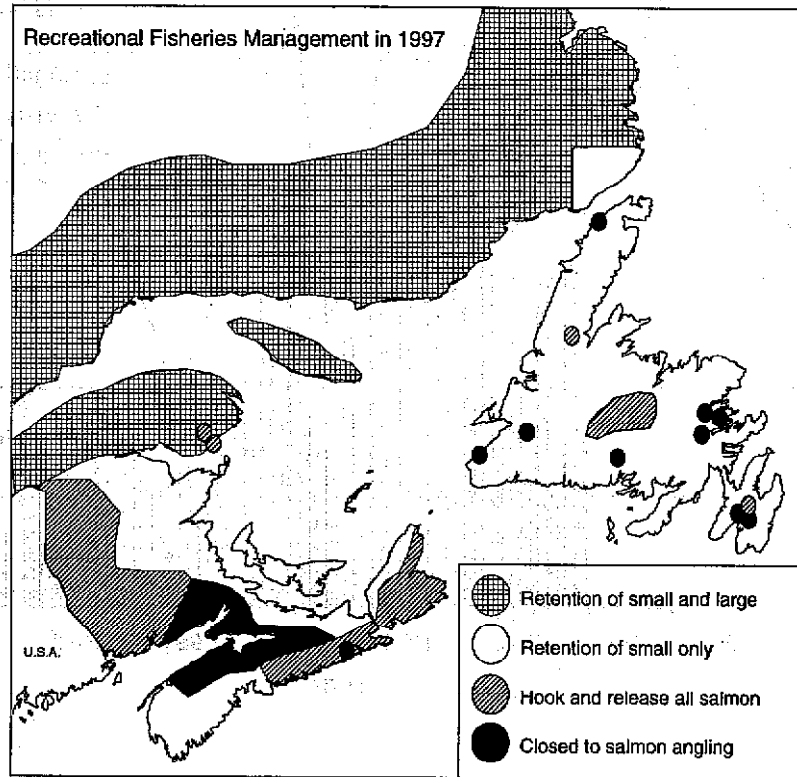 Recreational Fisheries Management in 1997
U.S.A.
Retention of small and large
Retention of small only
Hook and release all salmon
Closed to salmon angling